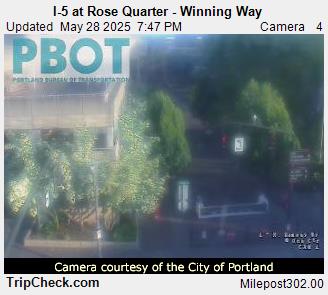 I-5 at Rose Quarter - Winning Way
Updated May 28 2025 7:47 PM Camera 4
PBOT
PORTLAND BUREAU OF TRANSPORTATION
Camera courtesy of the City of Portland
TripCheck.com Milepost302.00